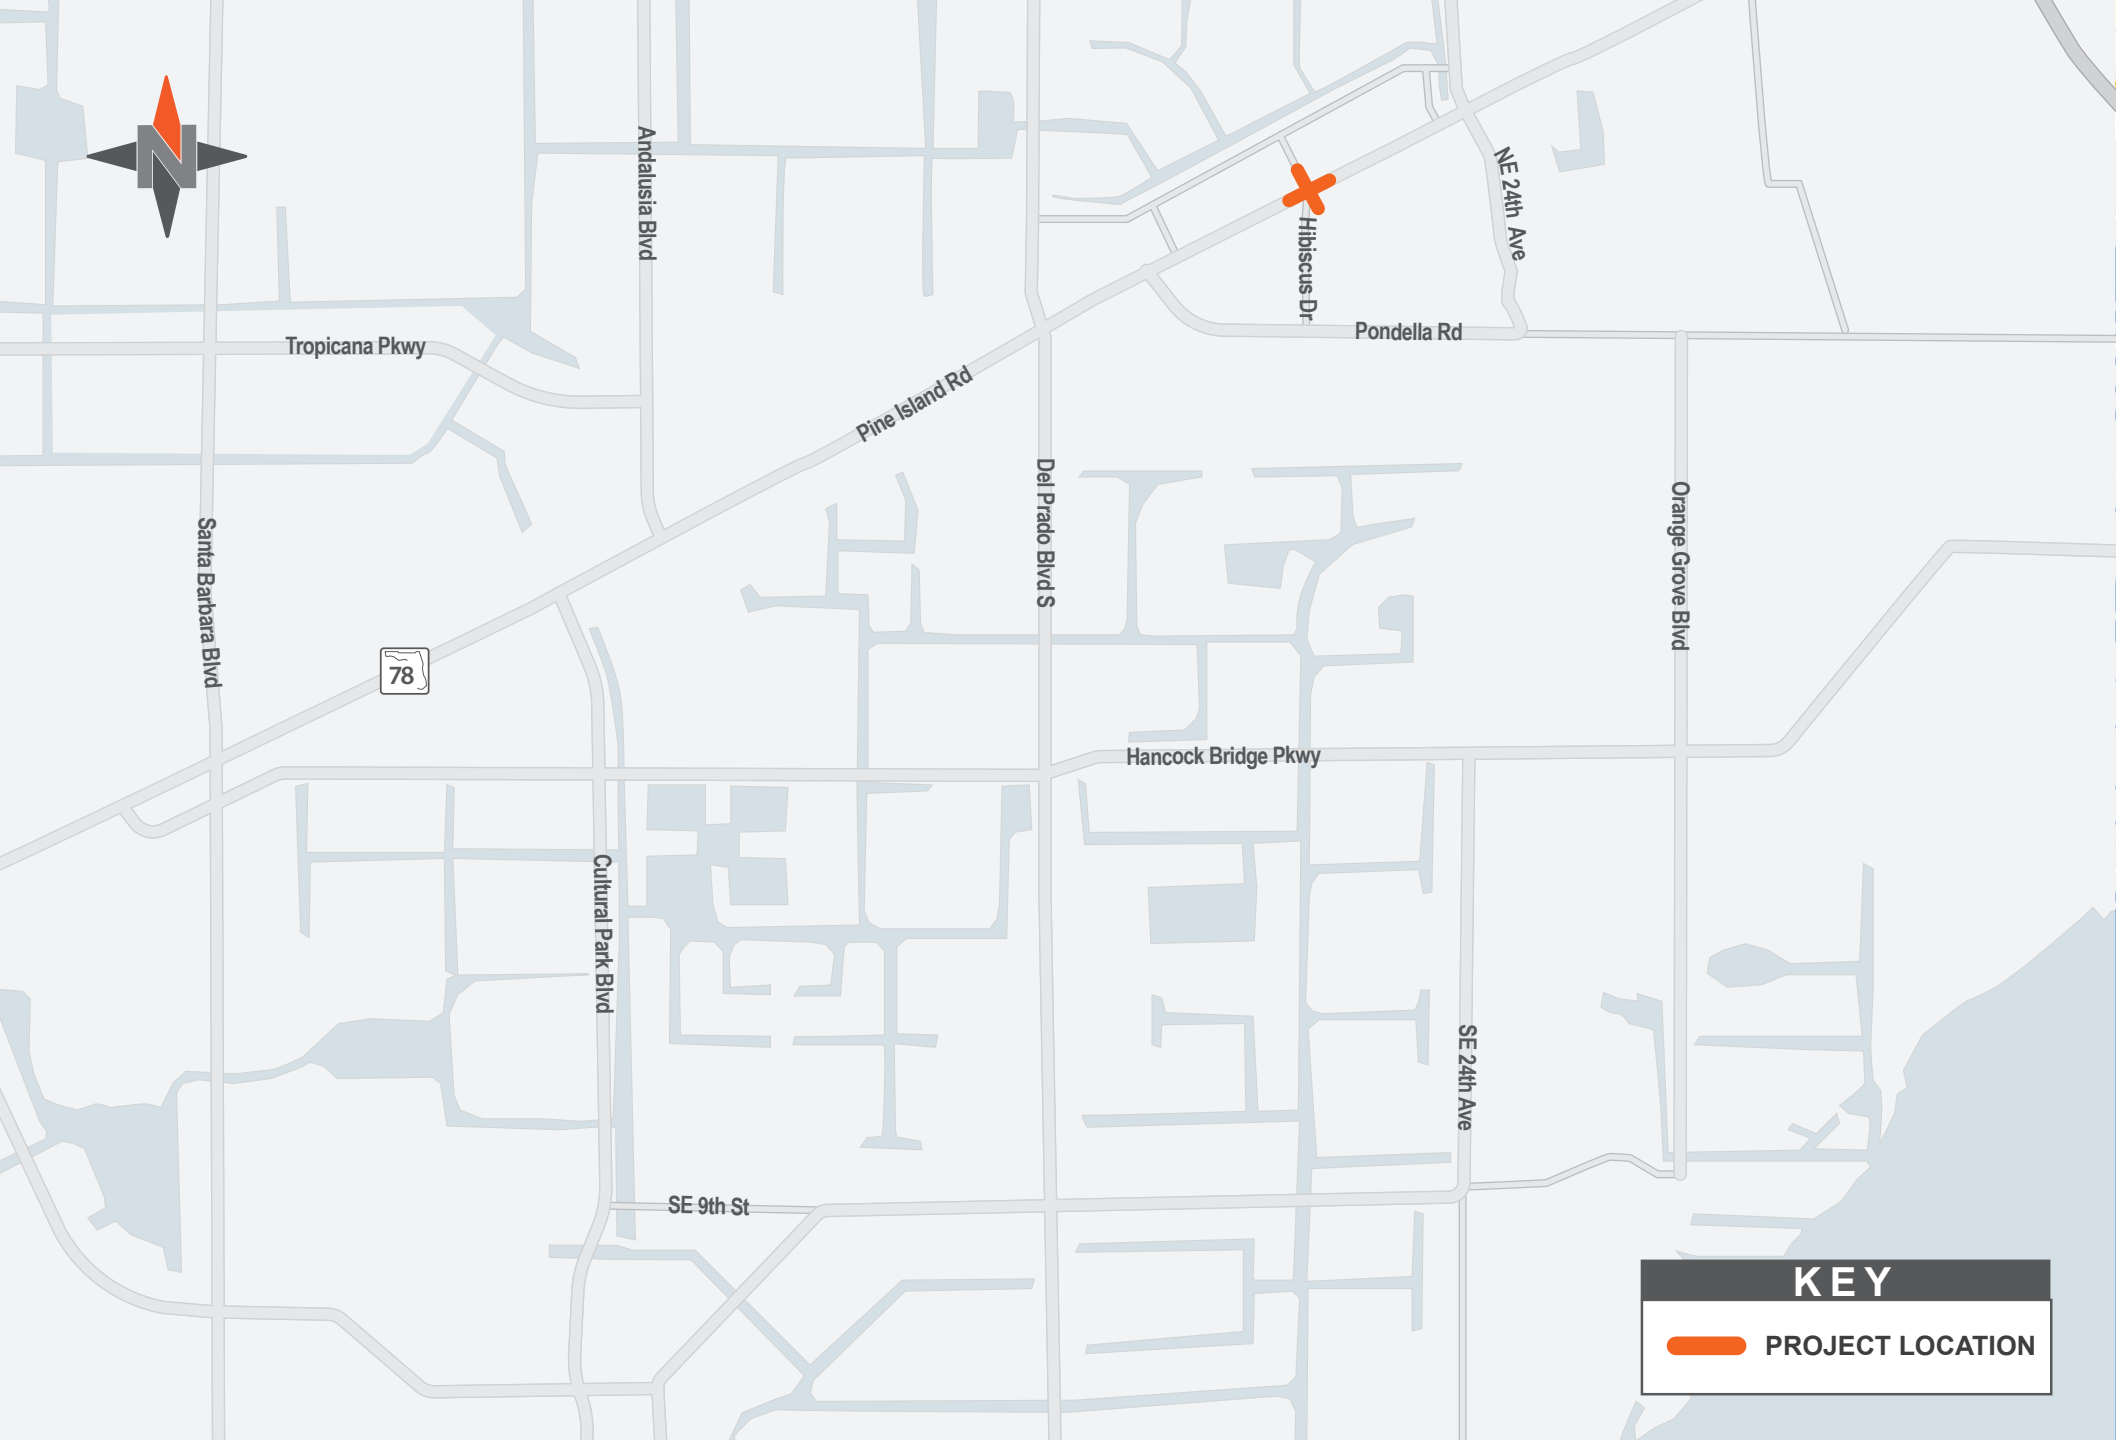 N
Andalusia Blvd
NE 24th Ave
Hibiscus Dr
Tropicana Pkwy
Pondella Rd
Pine Island Rd
Del Prado Blvd S
Orange Grove Blvd
Santa Barbara Blvd
78
Hancock Bridge Pkwy
Cultural Park Blvd
SE 24th Ave
SE 9th St
KEY
PROJECT LOCATION